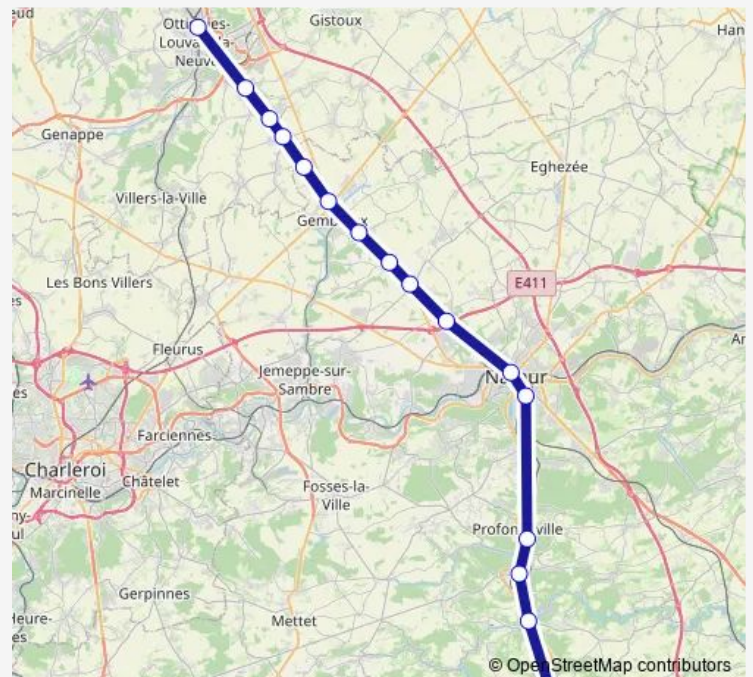 Gistoux
Genappe
Eghezée
Villers-la-Ville
Les Bons Villers
E411
Fleurus
Jemeppe-sur-
Sambre
Farciennes
Charleroi
Marcinelle
Châtelet
Fosses-la-
Ville
Gerpinnes
Mettet
© OpenStreetMap contributors